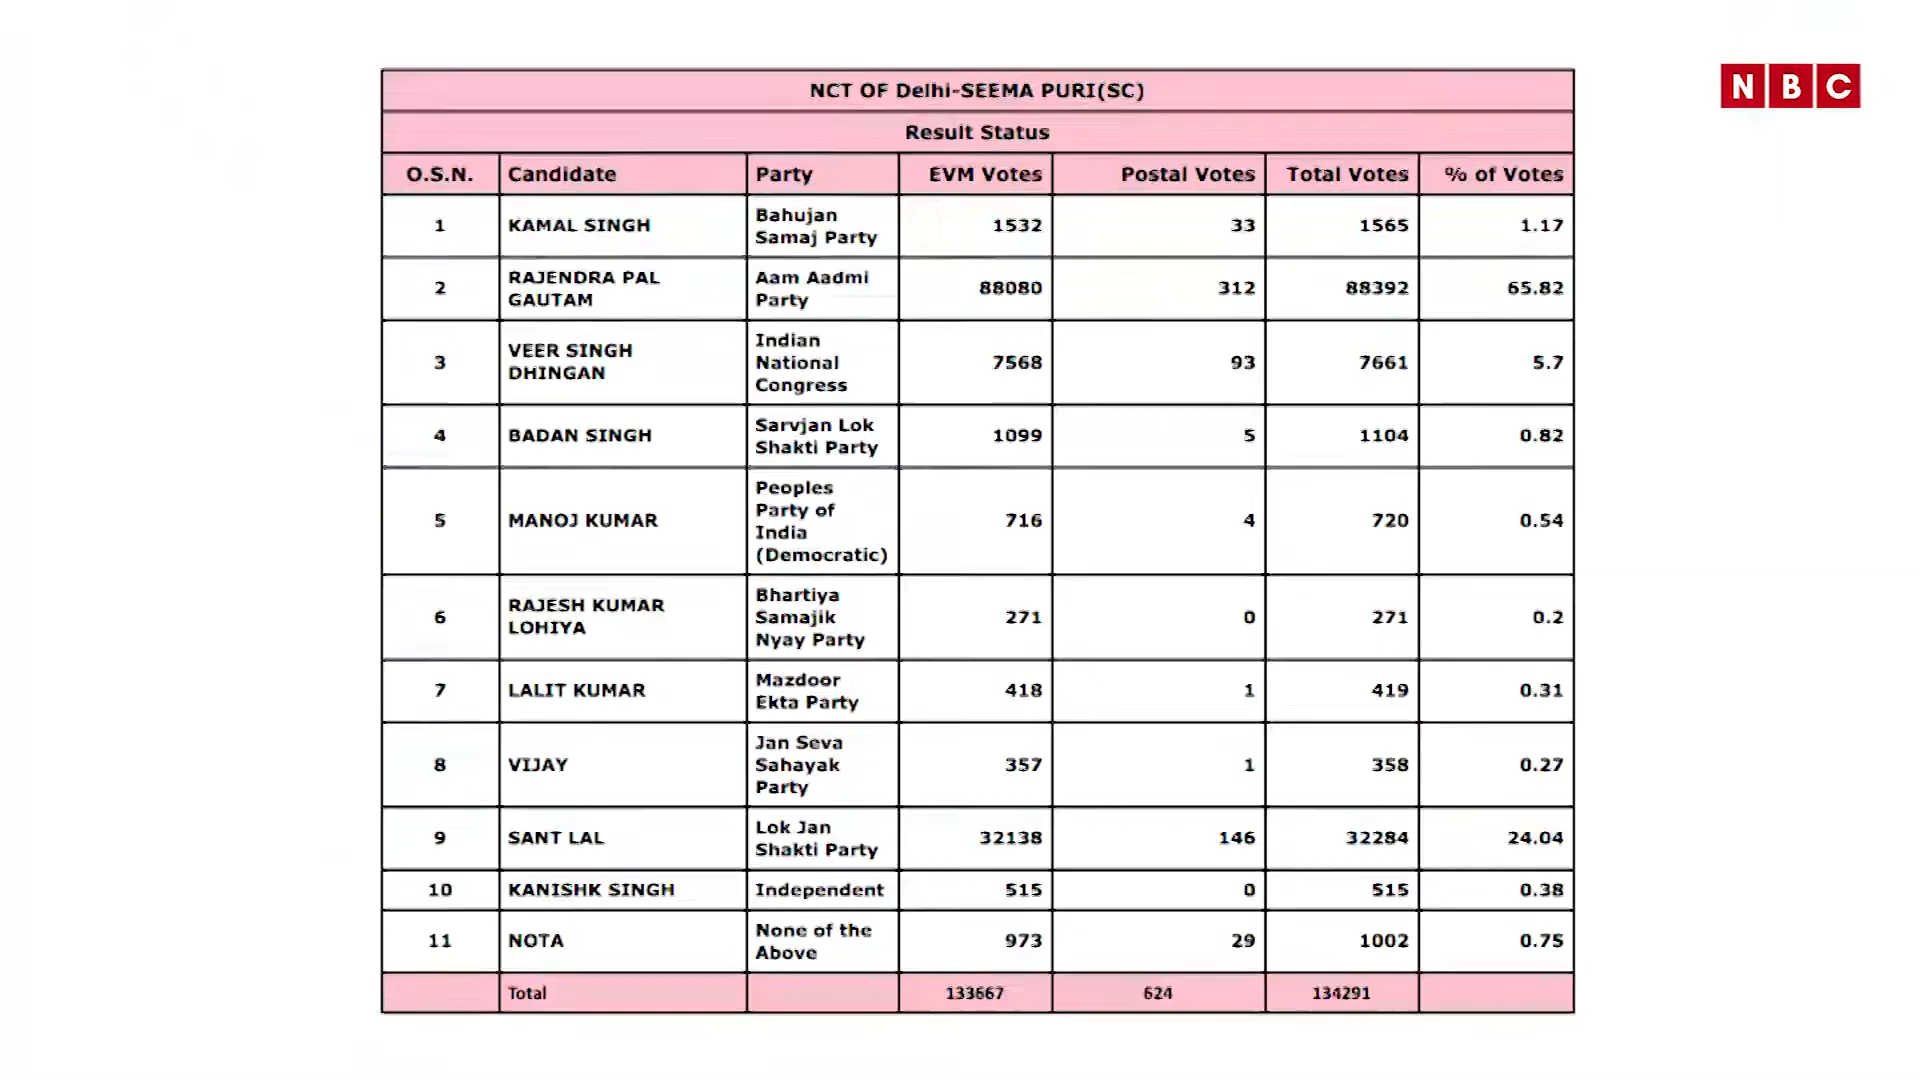 NBC
NCT OF Delhi-SEEMA PURI(SC)
Result Status
O.S.N. Candidate Party EVM Votes Postal Votes Total Votes % of Votes
1 KAMAL SINGH Bahujan Samaj Party 1532 33 1565 1.17
2 RAJENDRA PAL GAUTAM Aam Aadmi Party 88080 312 88392 65.82
3 VEER SINGH DHINGAN Indian National Congress 7568 93 7661 5.7
4 BADAN SINGH Sarvjan Lok Shakti Party 1099 5 1104 0.82
5 MANOJ KUMAR Peoples Party of India (Democratic) 716 4 720 0.54
6 RAJESH KUMAR LOHIYA Bhartiya Samajik Nyay Party 271 0 271 0.2
7 LALIT KUMAR Mazdoor Ekta Party 418 1 419 0.31
8 VIJAY Jan Seva Sahayak Party 357 1 358 0.27
9 SANT LAL Lok Jan Shakti Party 32138 146 32284 24.04
10 KANISHK SINGH Independent 515 0 515 0.38
11 NOTA None of the Above 973 29 1002 0.75
Total 133667 624 134291